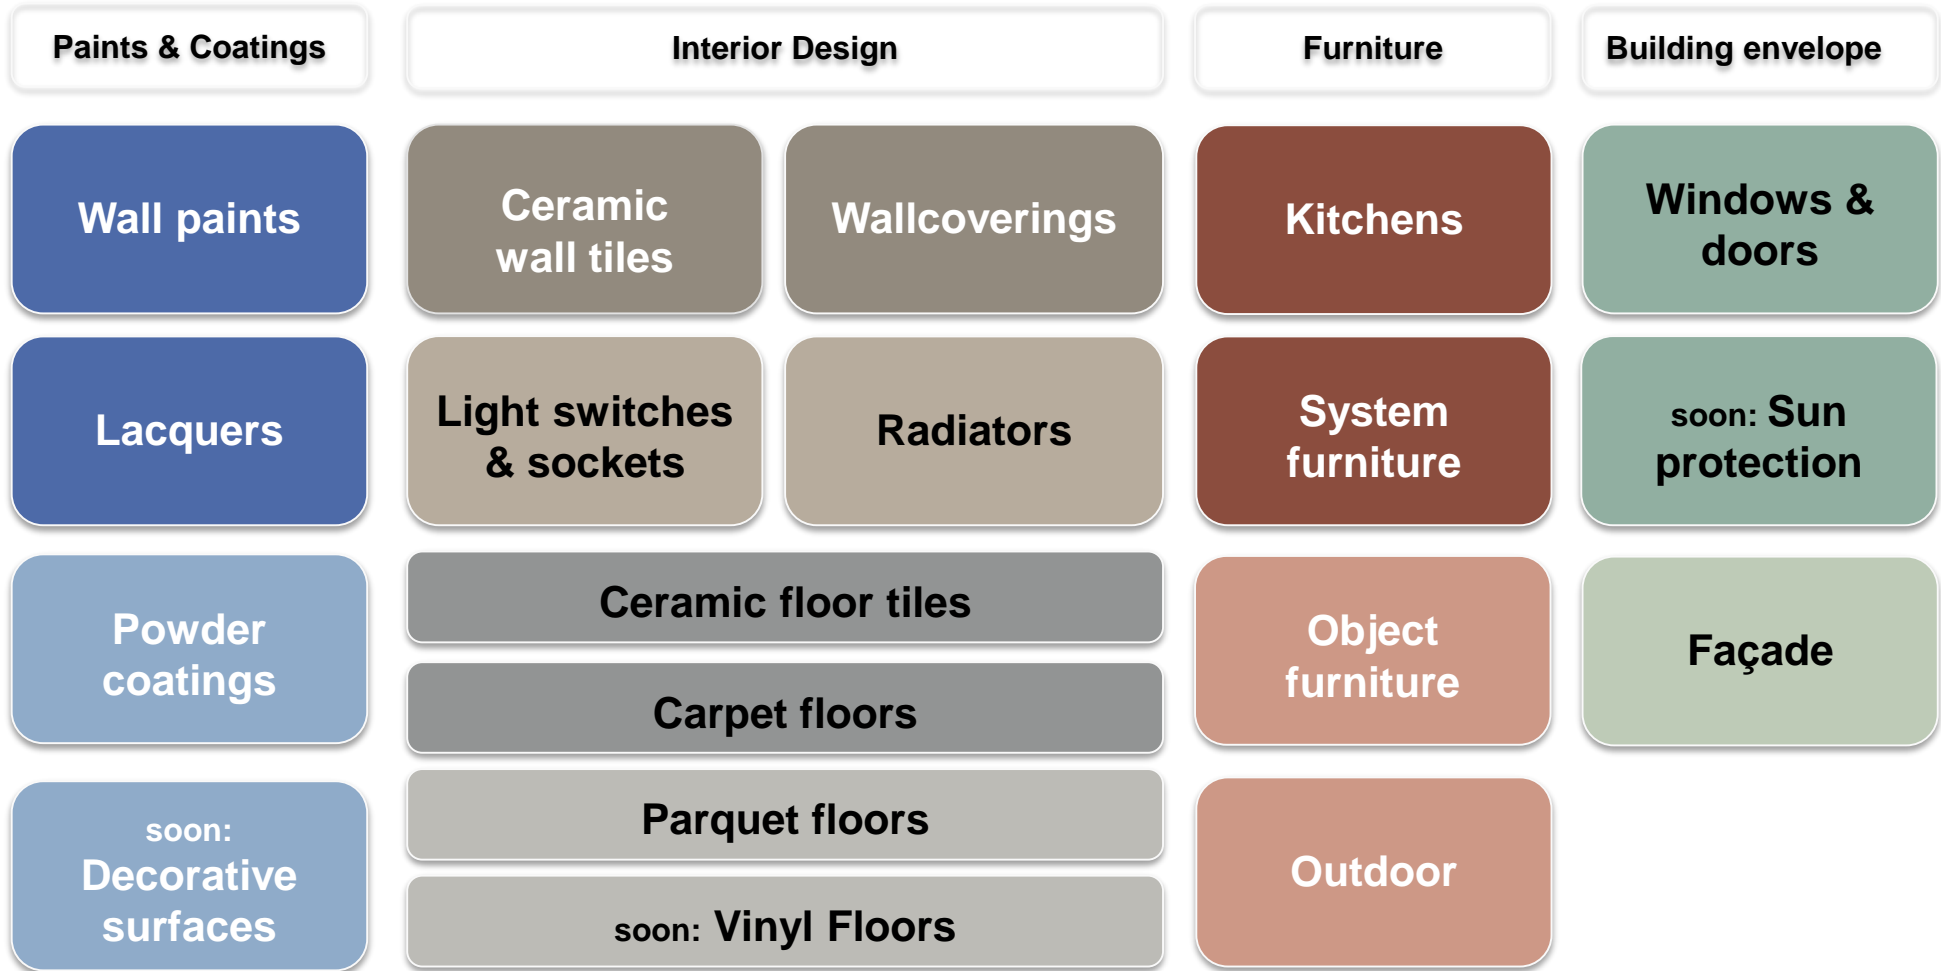 Paints & Coatings
Interior Design
Furniture
Building envelope
Wall paints
Ceramic
wall tiles
Wallcoverings
Kitchens
Windows &
doors
Lacquers
Light switches
& sockets
Radiators
System
furniture
soon: Sun
protection
Powder
coatings
Ceramic floor tiles
Carpet floors
Object
furniture
Façade
soon:
Decorative
surfaces
Parquet floors
soon: Vinyl Floors
Outdoor